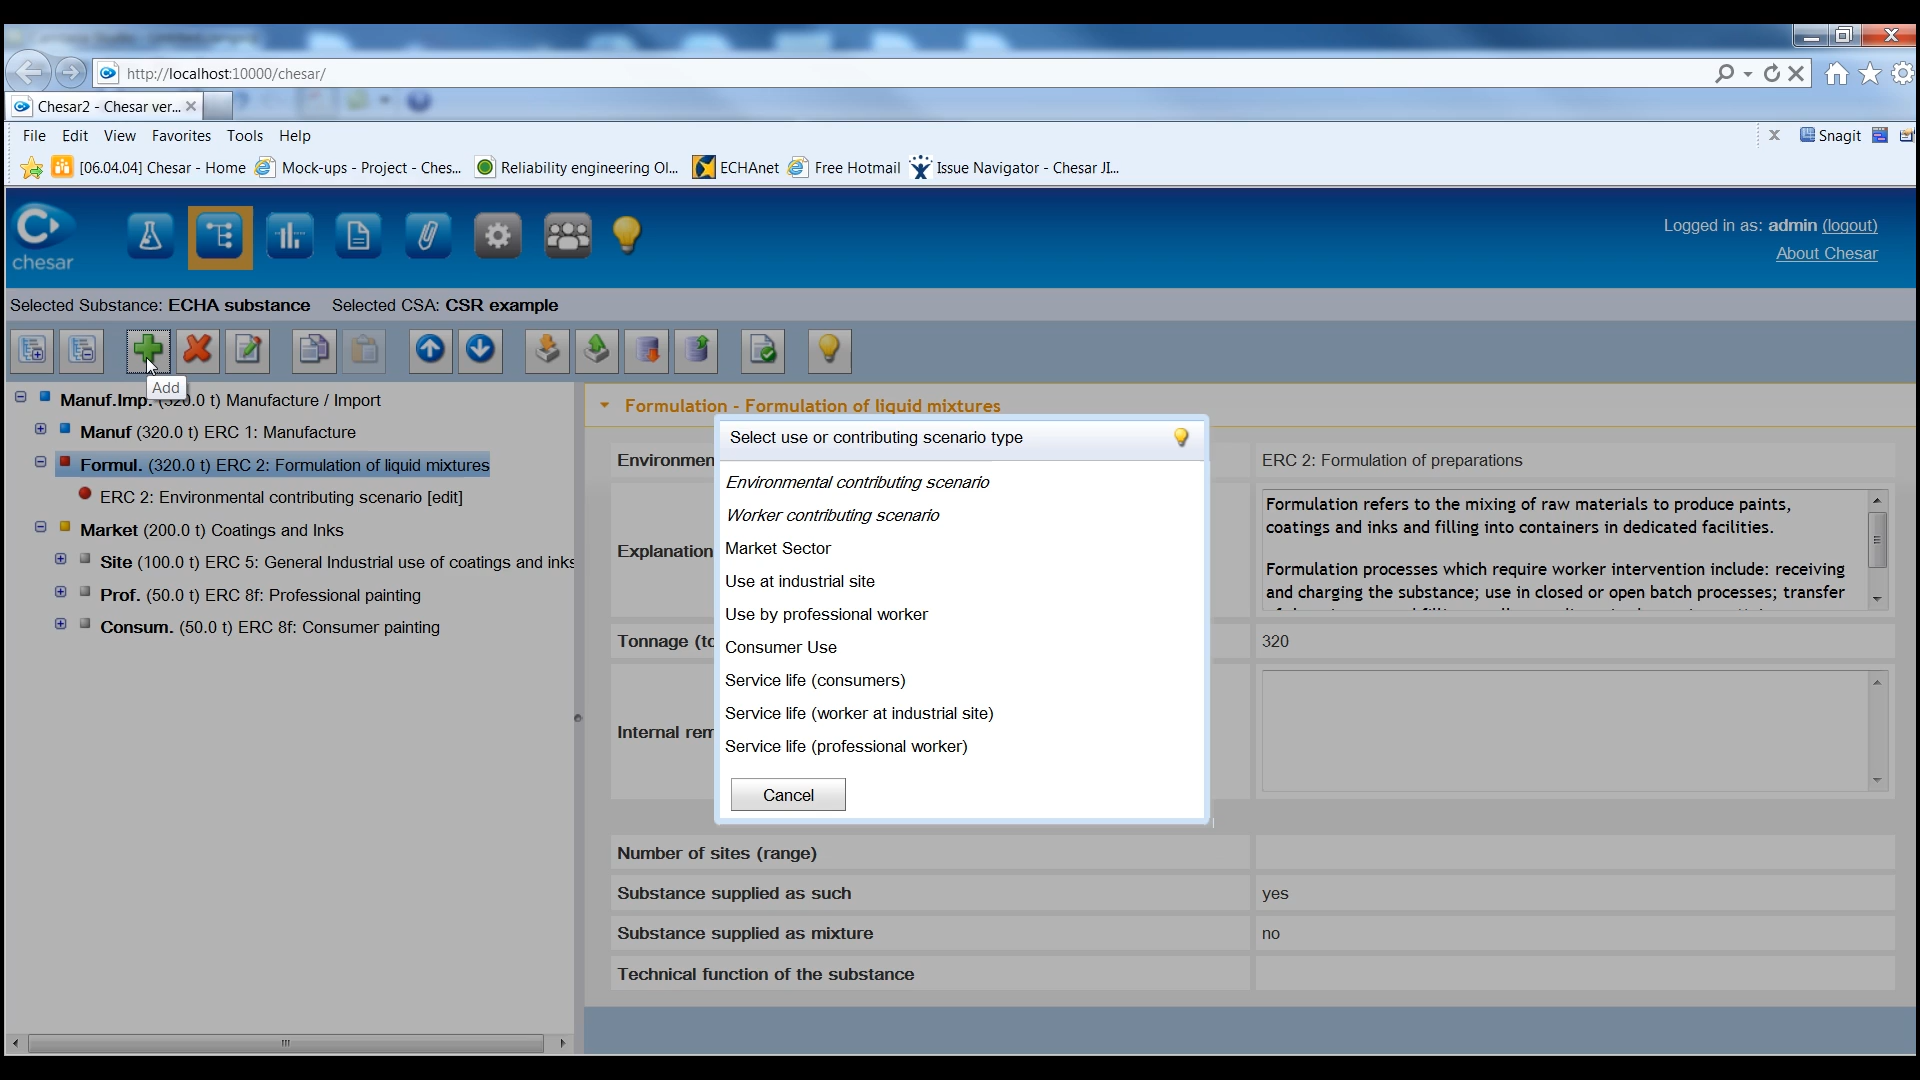 http://localhost:10000/chesar/
Chesar2 - Chesar ver...
File Edit View Favorites Tools Help
Snagit
[06.04.04] Chesar - Home Mock-ups - Project - Ches... Reliability engineering Ol... ECHAnet Free Hotmail Issue Navigator - Chesar JI...
chesar
Logged in as: admin (logout)
About Chesar
Selected Substance: ECHA substance Selected CSA: CSR example
Add
Manuf.Imp. (320.0 t) Manufacture / Import
Manuf (320.0 t) ERC 1: Manufacture
Formul. (320.0 t) ERC 2: Formulation of liquid mixtures
ERC 2: Environmental contributing scenario [edit]
Market (200.0 t) Coatings and Inks
Site (100.0 t) ERC 5: General Industrial use of coatings and inks
Prof. (50.0 t) ERC 8f: Professional painting
Consum. (50.0 t) ERC 8f: Consumer painting
Formulation - Formulation of liquid mixtures
Select use or contributing scenario type
Environmental contributing scenario
Worker contributing scenario
Market Sector
Use at industrial site
Use by professional worker
Consumer Use
Service life (consumers)
Service life (worker at industrial site)
Service life (professional worker)
Cancel
Environmen
ERC 2: Formulation of preparations
Explanation
Formulation refers to the mixing of raw materials to produce paints,
coatings and inks and filling into containers in dedicated facilities.
Formulation processes which require worker intervention include: receiving
and charging the substance; use in closed or open batch processes; transfer
Tonnage (to
320
Internal rem
Number of sites (range)
Substance supplied as such yes
Substance supplied as mixture no
Technical function of the substance